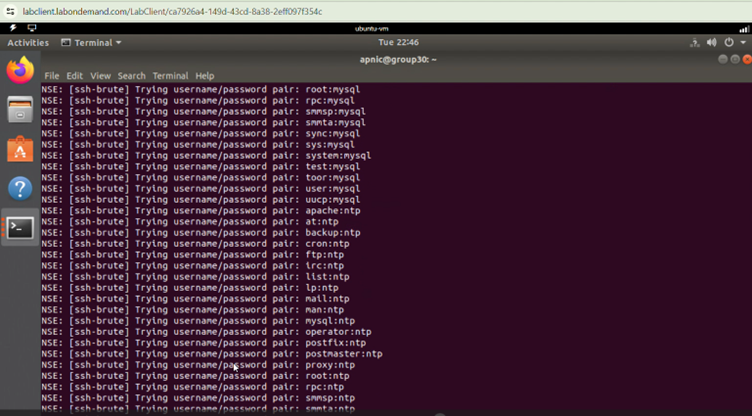 labclient.labondemand.com/LabClient/ca7926a4-149d-43cd-8a38-2eff097f354c
ubuntu-vm
Activities Terminal Tue 22:46
apnic@group30: ~
File Edit View Search Terminal Help
NSE: [ssh-brute] Trying username/password pair: root:mysql
NSE: [ssh-brute] Trying username/password pair: rpc:mysql
NSE: [ssh-brute] Trying username/password pair: smmsp:mysql
NSE: [ssh-brute] Trying username/password pair: smmta:mysql
NSE: [ssh-brute] Trying username/password pair: sync:mysql
NSE: [ssh-brute] Trying username/password pair: sys:mysql
NSE: [ssh-brute] Trying username/password pair: system:mysql
NSE: [ssh-brute] Trying username/password pair: test:mysql
NSE: [ssh-brute] Trying username/password pair: toor:mysql
NSE: [ssh-brute] Trying username/password pair: user:mysql
NSE: [ssh-brute] Trying username/password pair: uucp:mysql
NSE: [ssh-brute] Trying username/password pair: apache:ntp
NSE: [ssh-brute] Trying username/password pair: at:ntp
NSE: [ssh-brute] Trying username/password pair: backup:ntp
NSE: [ssh-brute] Trying username/password pair: cron:ntp
NSE: [ssh-brute] Trying username/password pair: ftp:ntp
NSE: [ssh-brute] Trying username/password pair: irc:ntp
NSE: [ssh-brute] Trying username/password pair: list:ntp
NSE: [ssh-brute] Trying username/password pair: lp:ntp
NSE: [ssh-brute] Trying username/password pair: mail:ntp
NSE: [ssh-brute] Trying username/password pair: man:ntp
NSE: [ssh-brute] Trying username/password pair: mysql:ntp
NSE: [ssh-brute] Trying username/password pair: operator:ntp
NSE: [ssh-brute] Trying username/password pair: postfix:ntp
NSE: [ssh-brute] Trying username/password pair: postmaster:ntp
NSE: [ssh-brute] Trying username/password pair: proxy:ntp
NSE: [ssh-brute] Trying username/password pair: root:ntp
NSE: [ssh-brute] Trying username/password pair: rpc:ntp
NSE: [ssh-brute] Trying username/password pair: smmsp:ntp
NSE: [ssh-brute] Trying username/password pair: smmta:ntp